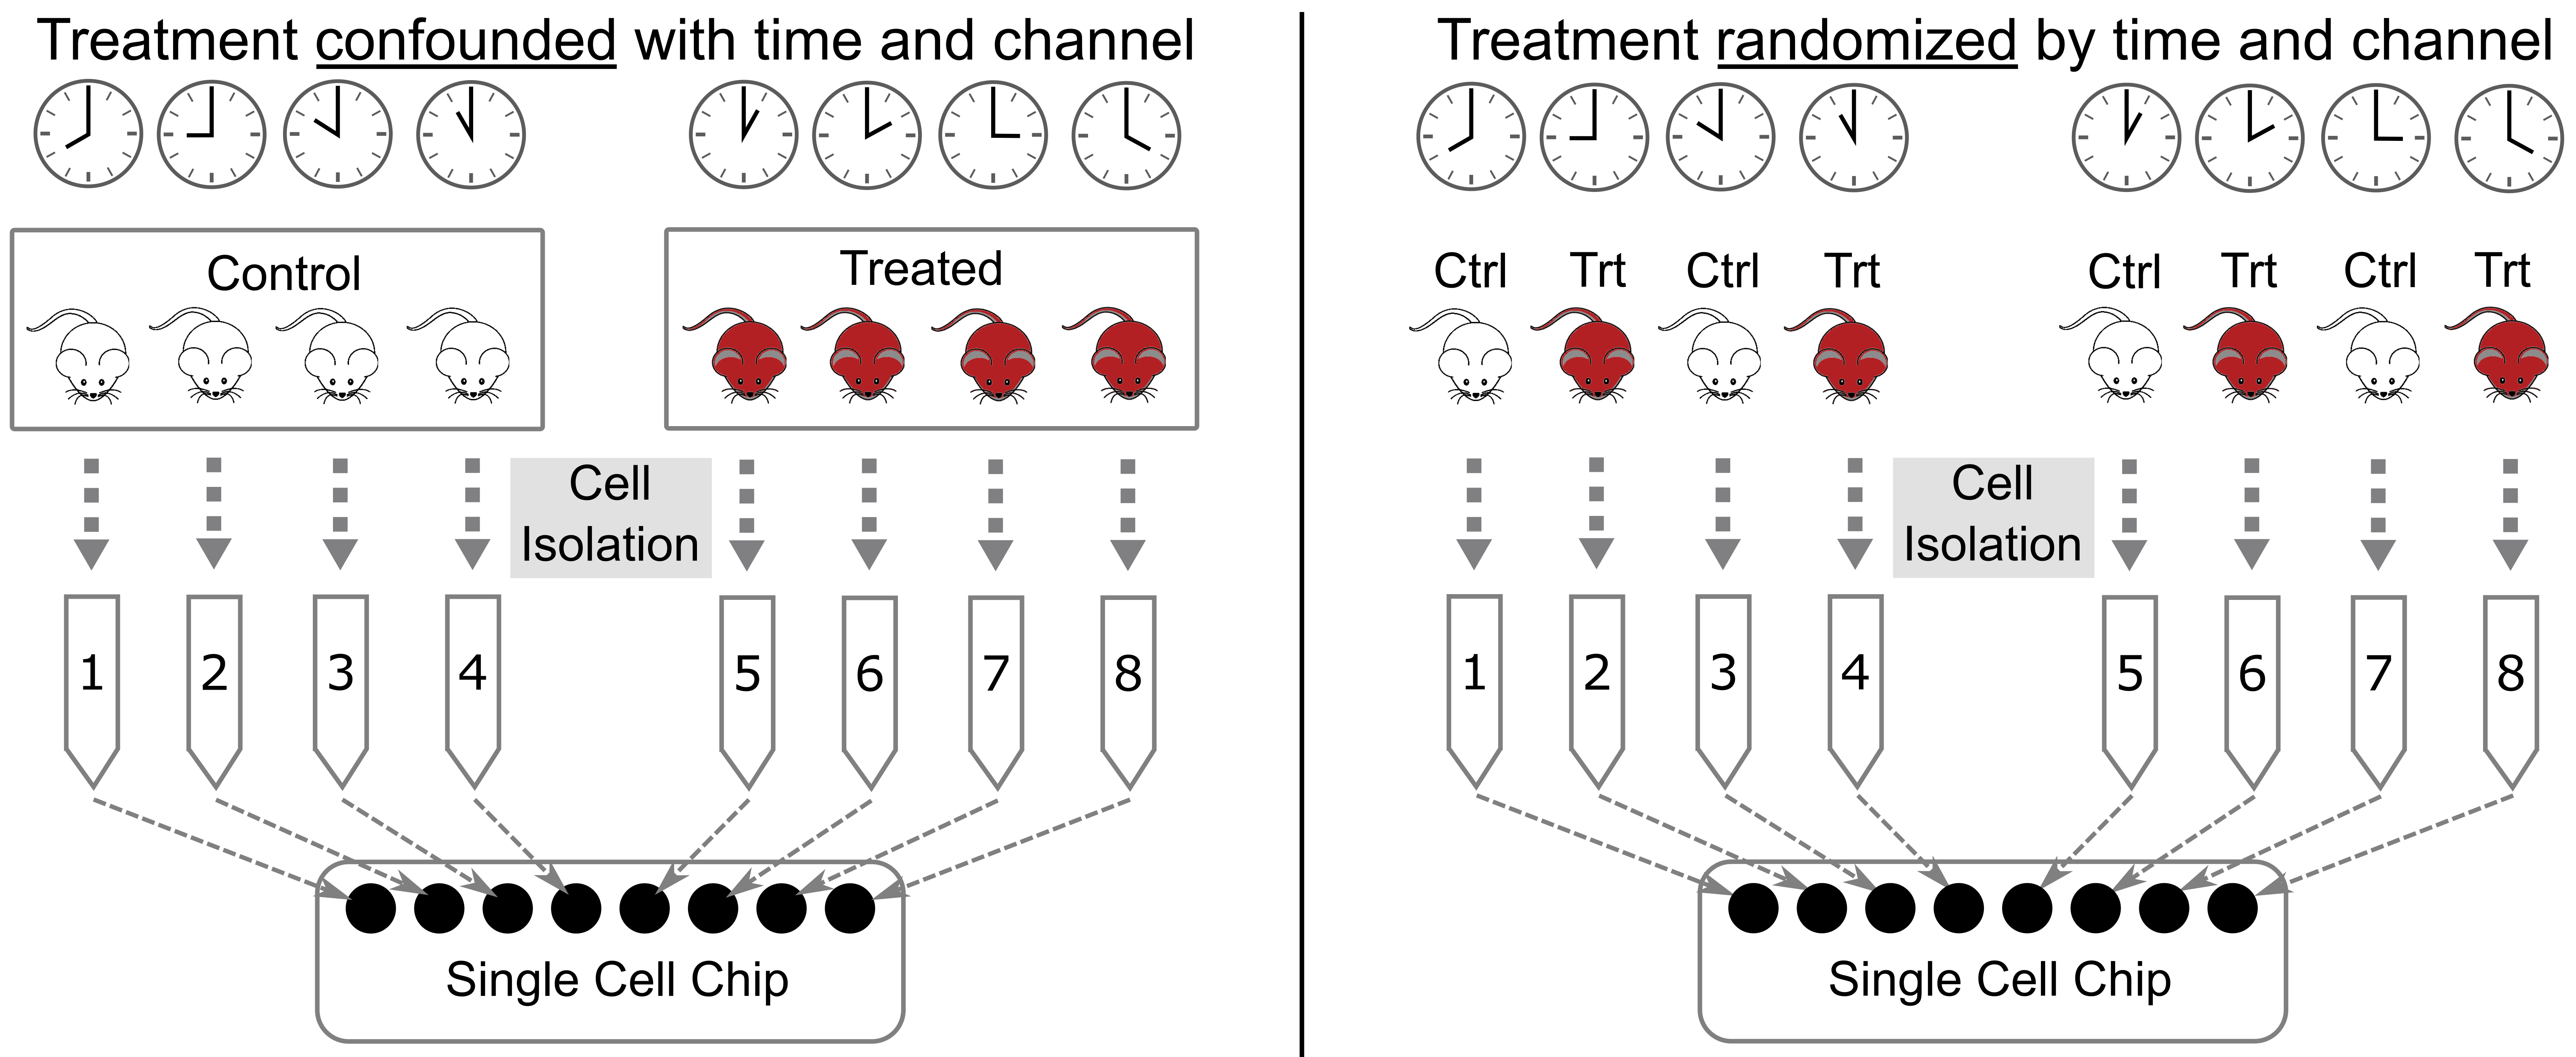 Treatment confounded with time and channel
Control
Treated
Cell
Isolation
1 2 3 4 5 6 7 8
Single Cell Chip
Treatment randomized by time and channel
Ctrl Trt Ctrl Trt Ctrl Trt Ctrl Trt
Cell
Isolation
1 2 3 4 5 6 7 8
Single Cell Chip